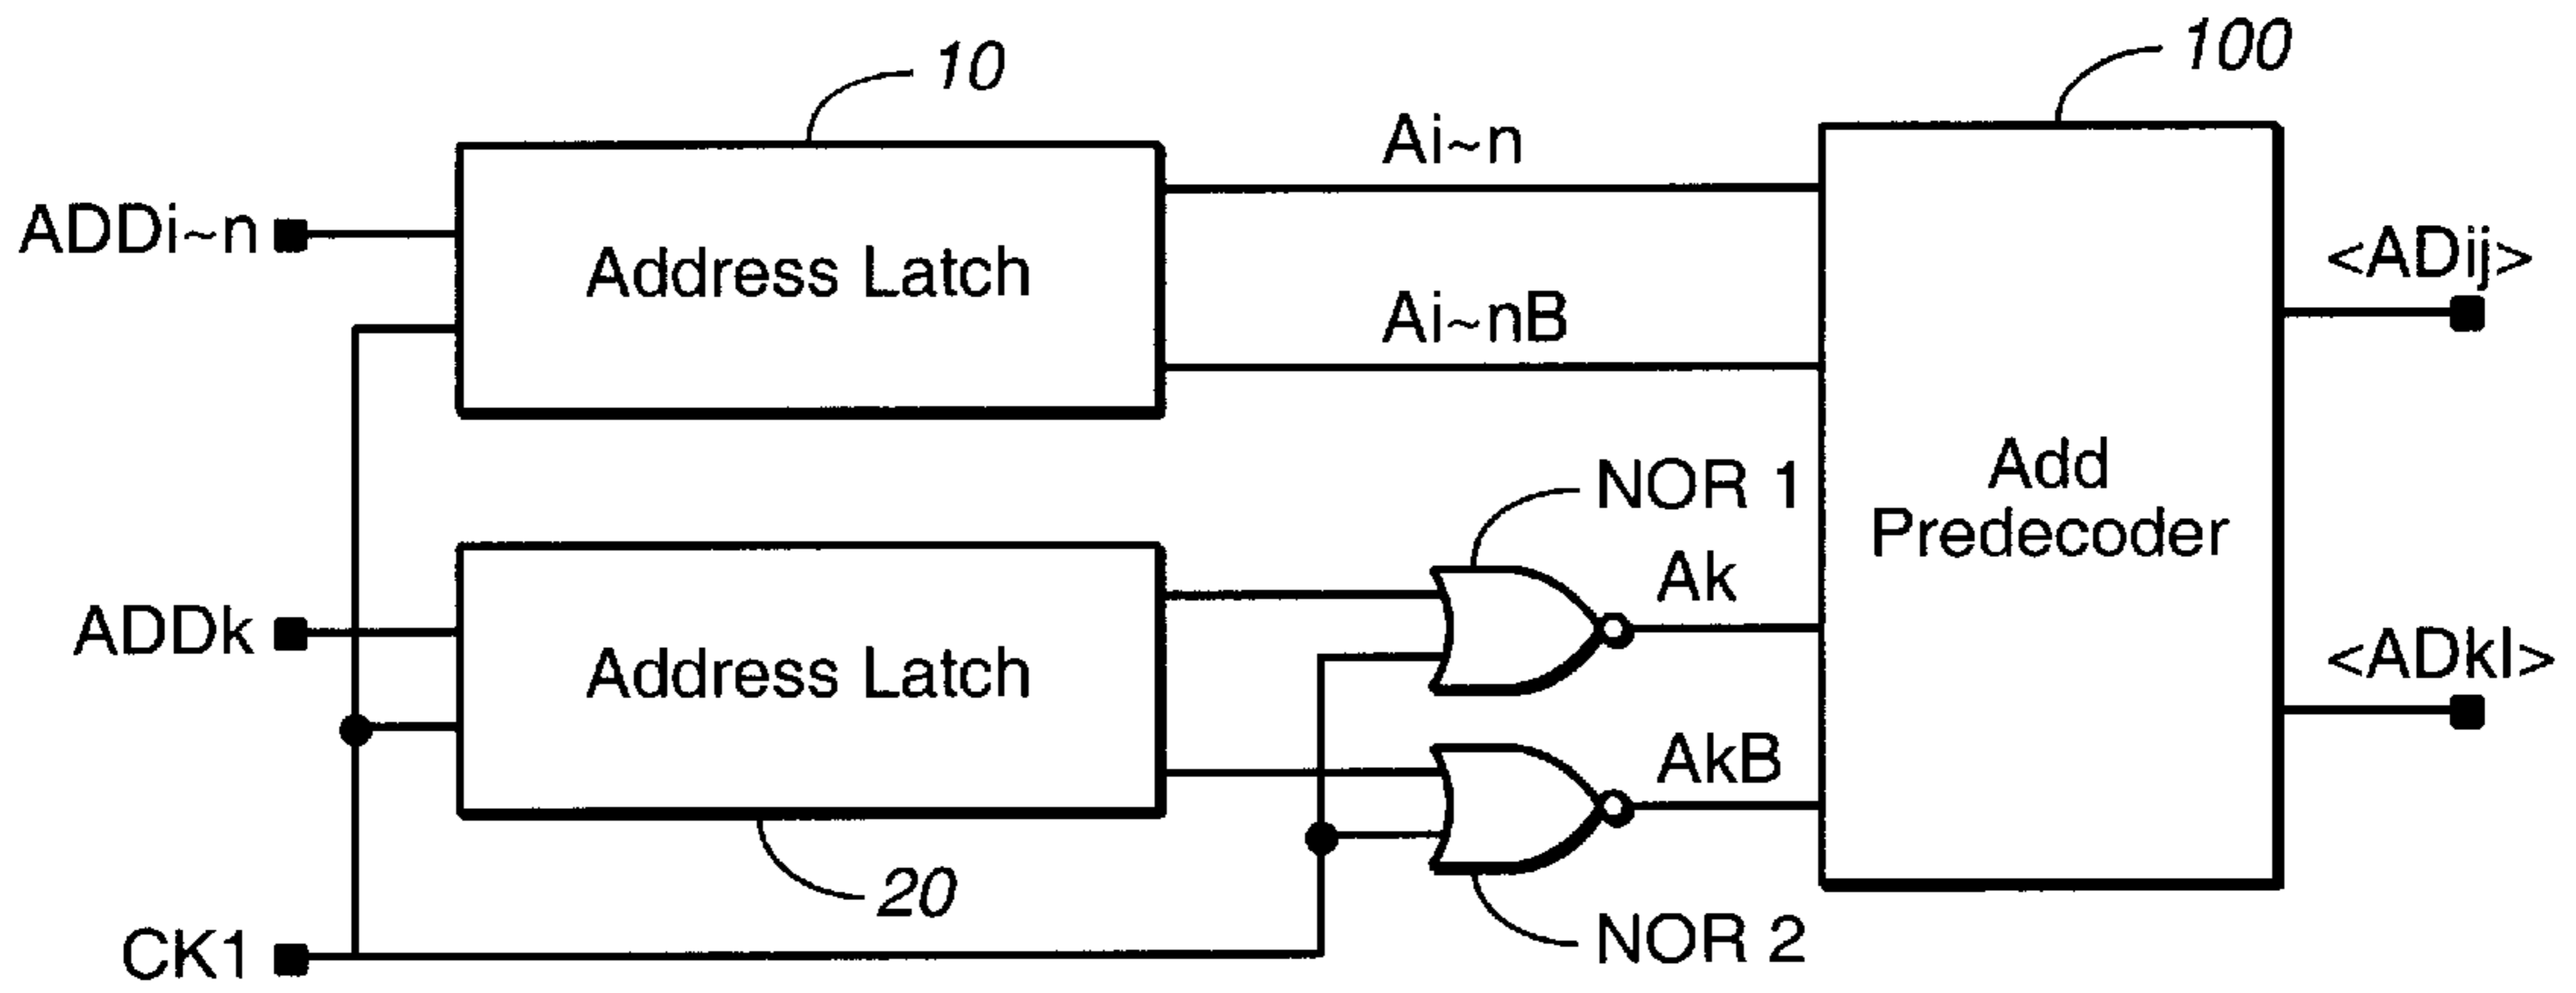 10
100
Ai~n
ADDi~n
Address Latch
<ADij>
Ai~nB
NOR 1
Add
Predecoder
Ak
ADDk
Address Latch
<ADkl>
AkB
20
NOR 2
CK1